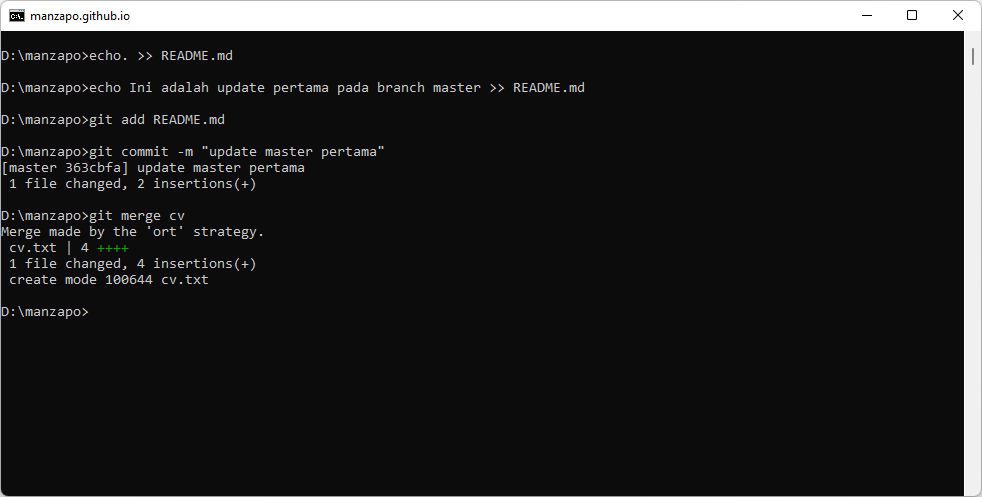 manzapo.github.io
D:\manzapo>echo. >> README.md
D:\manzapo>echo Ini adalah update pertama pada branch master >> README.md
D:\manzapo>git add README.md
D:\manzapo>git commit -m "update master pertama"
[master 363cbfa] update master pertama
 1 file changed, 2 insertions(+)
D:\manzapo>git merge cv
Merge made by the 'ort' strategy.
 cv.txt | 4 ++++
 1 file changed, 4 insertions(+)
 create mode 100644 cv.txt
D:\manzapo>